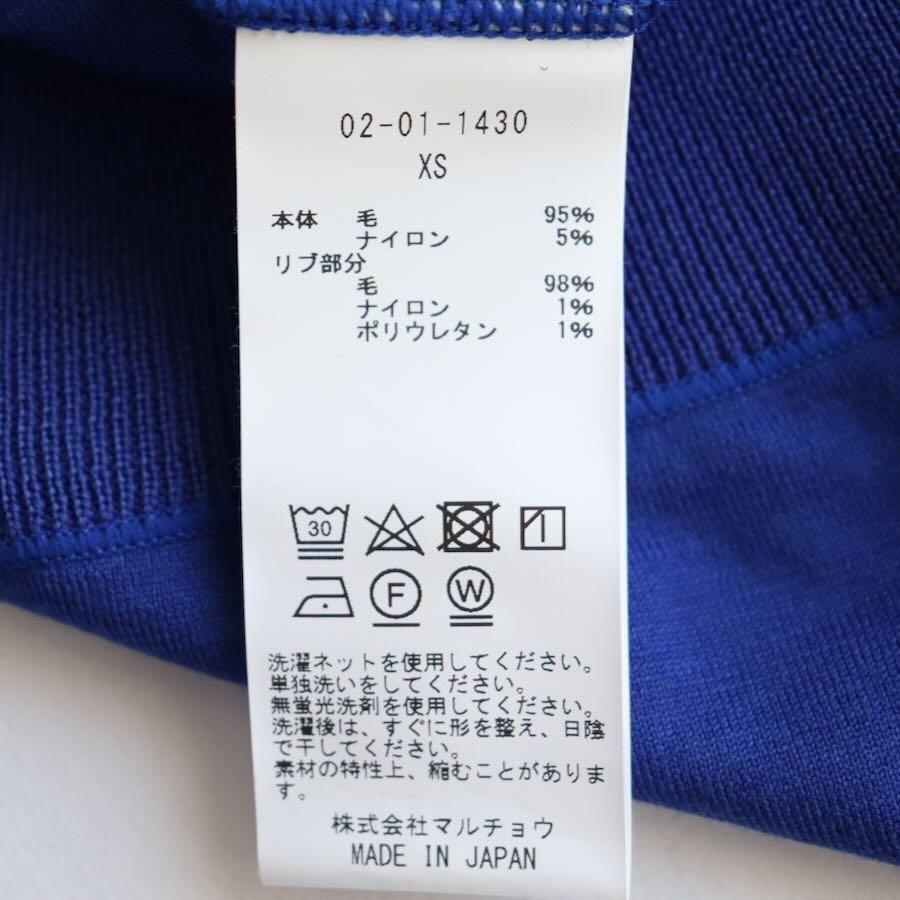 02-01-1430
XS
本体 毛 95%
ナイロン 5%
リブ部分
毛 98%
ナイロン 1%
ポリウレタン 1%
30
F W
洗濯ネットを使用してください。
単独洗いをしてください。
無蛍光洗剤を使用してください。
洗濯後は、すぐに形を整え、日陰
で干してください。
素材の特性上、縮むことがありま
す。
株式会社マルチョウ
MADE IN JAPAN